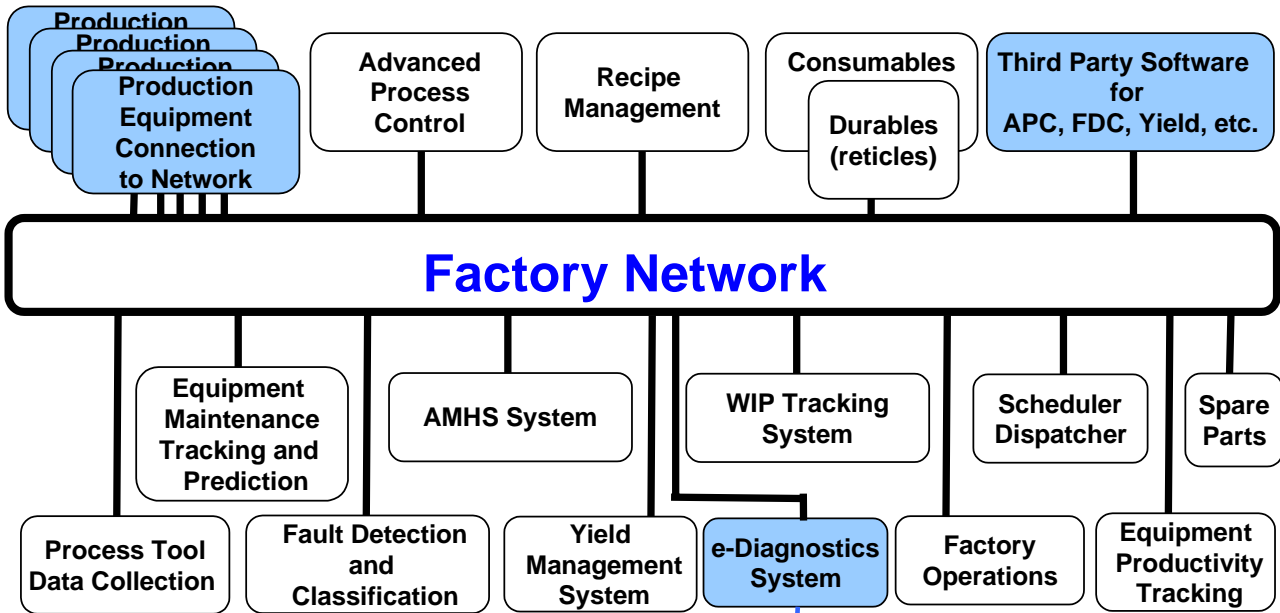 Production
Production
Production
Production
Equipment
Connection
to Network
Advanced
Process
Control
Recipe
Management
Consumables
Durables
(reticles)
Third Party Software
for
APC, FDC, Yield, etc.
Factory Network
Equipment
Maintenance
Tracking and
Prediction
AMHS System
WIP Tracking
System
Scheduler
Dispatcher
Spare
Parts
Process Tool
Data Collection
Fault Detection
and
Classification
Yield
Management
System
e-Diagnostics
System
Factory
Operations
Equipment
Productivity
Tracking